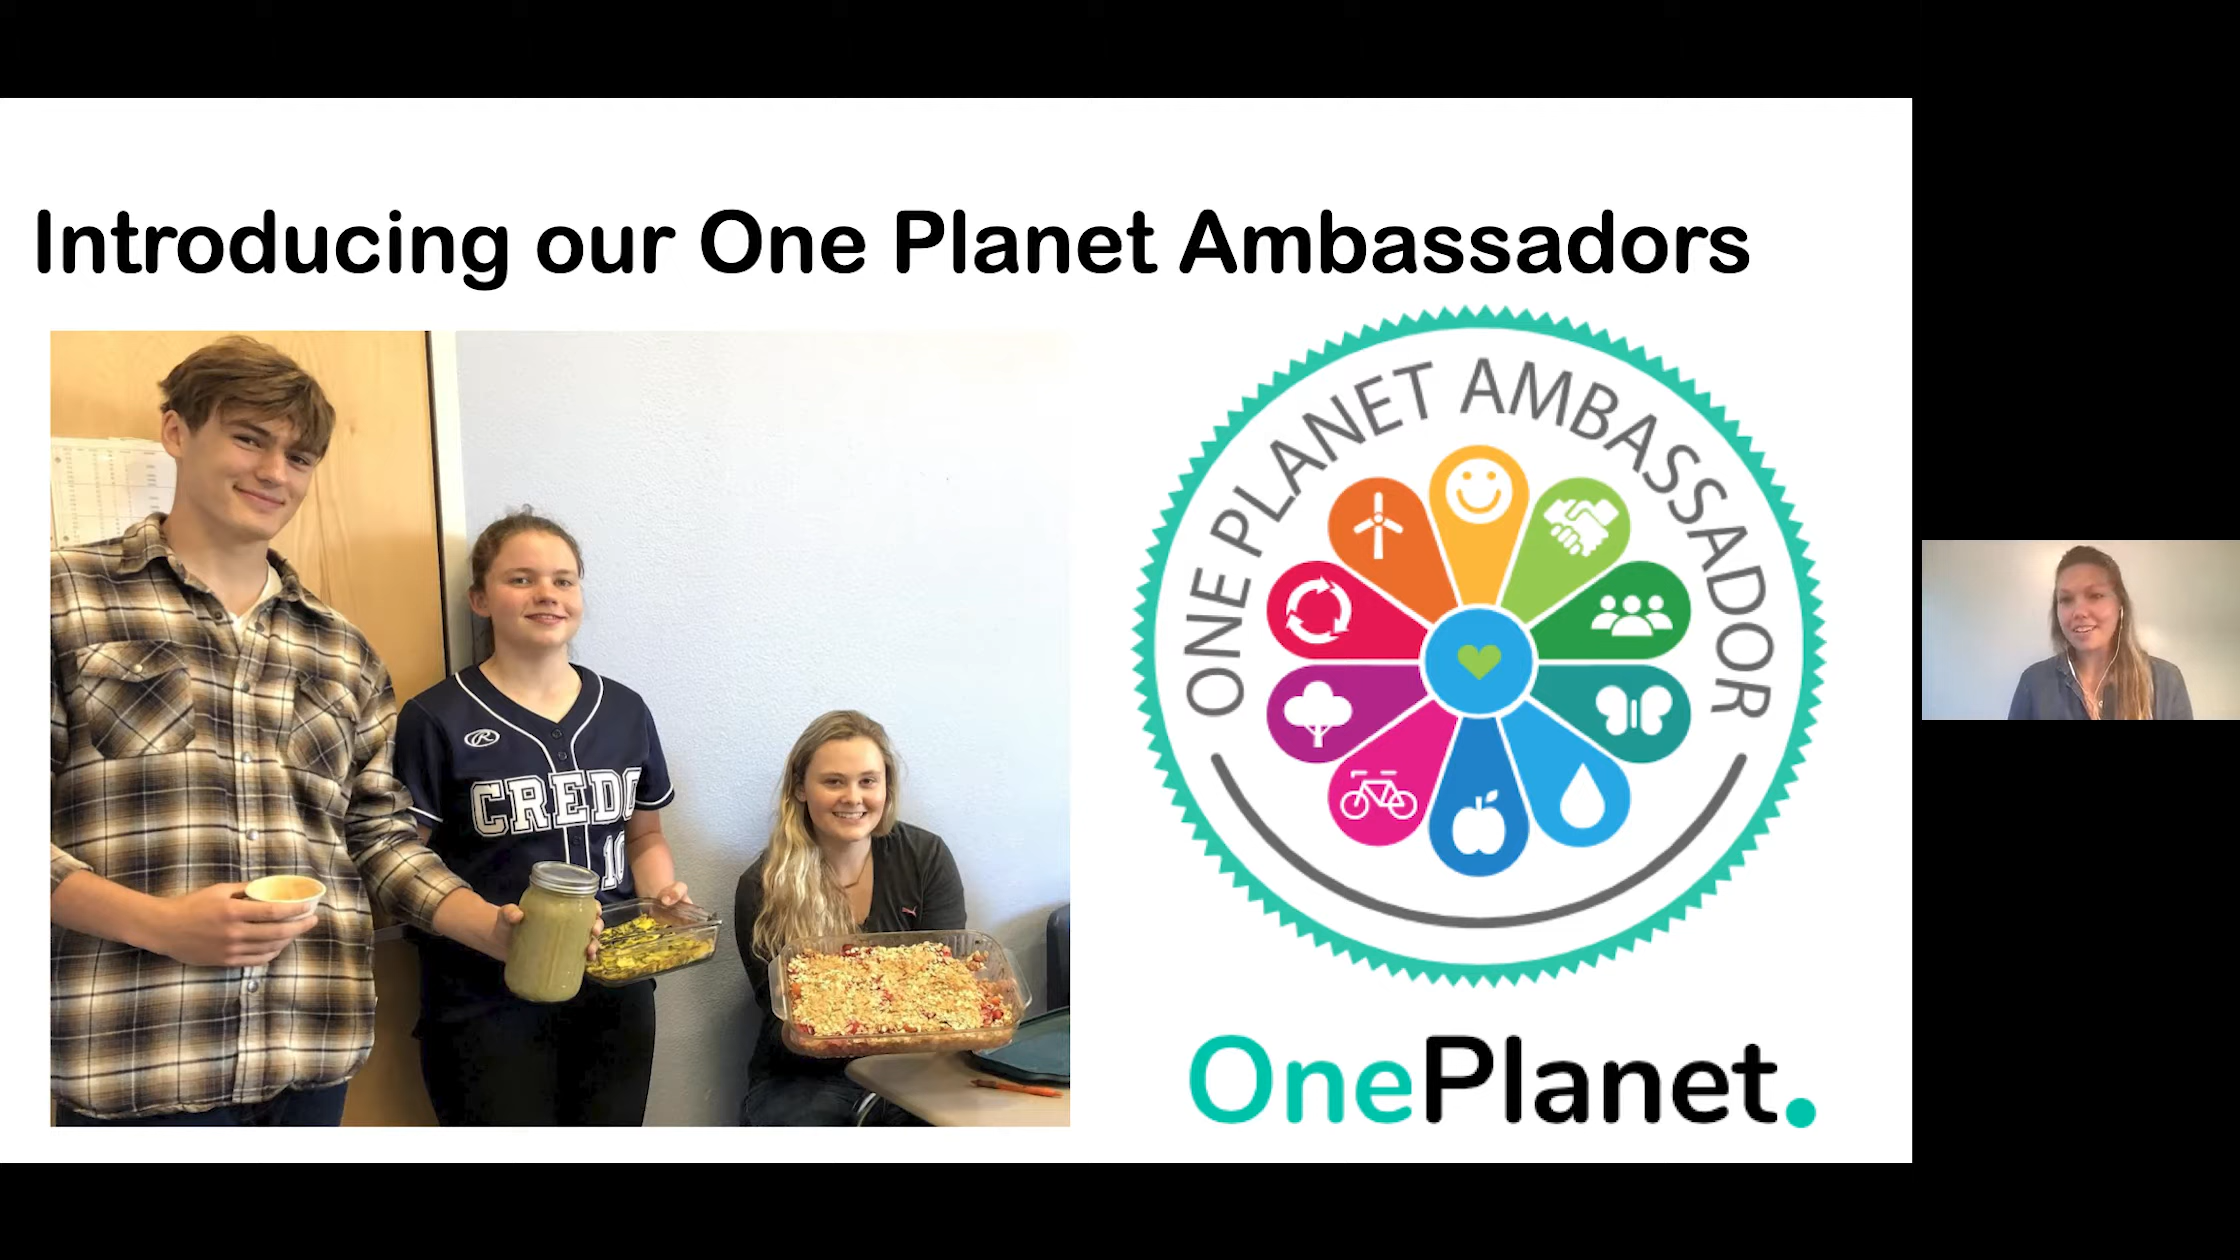 Introducing our One Planet Ambassadors
ONE PLANET AMBASSADOR
R
CREDO
10
OnePlanet.